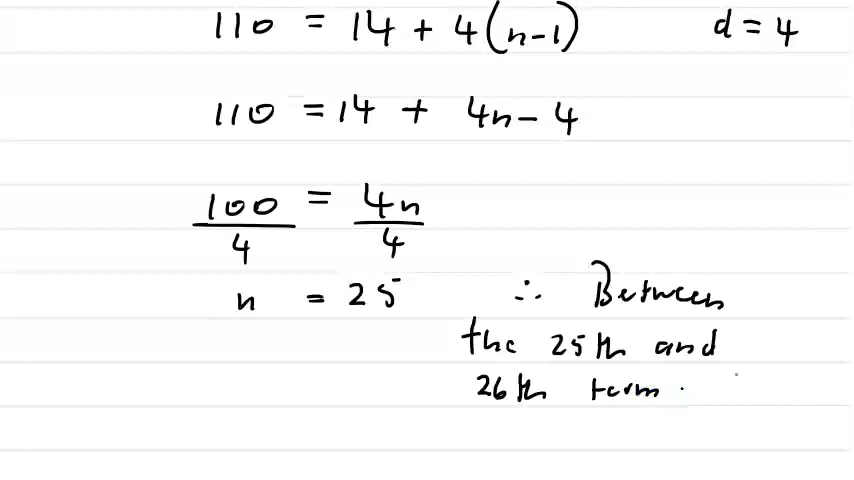 110 = 14 + 4(n-1) d = 4
110 = 14 + 4n - 4
100/4 = 4n/4
n = 25 ∴ Between
the 25th and
26th term.